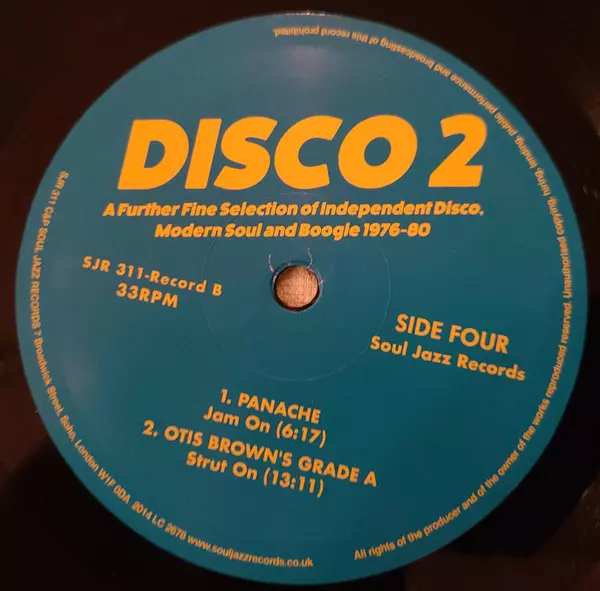 DISCO 2
A Further Fine Selection of Independent Disco,
Modern Soul and Boogie 1976-80
SJR 311-Record B
33RPM
SIDE FOUR
Soul Jazz Records
1. PANACHE
Jam On (6:17)
2. OTIS BROWN'S GRADE A
Strut On (13:11)
SJR 311 C&P SOUL JAZZ RECORDS 7 Broadwick Street, Soho, London W1F 0DA 2014 LC 2678 www.souljazzrecords.co.uk
All rights of the producer and of the owner of the works reproduced reserved. Unauthorised copying, hiring, lending, public performance and broadcasting of this record prohibited.